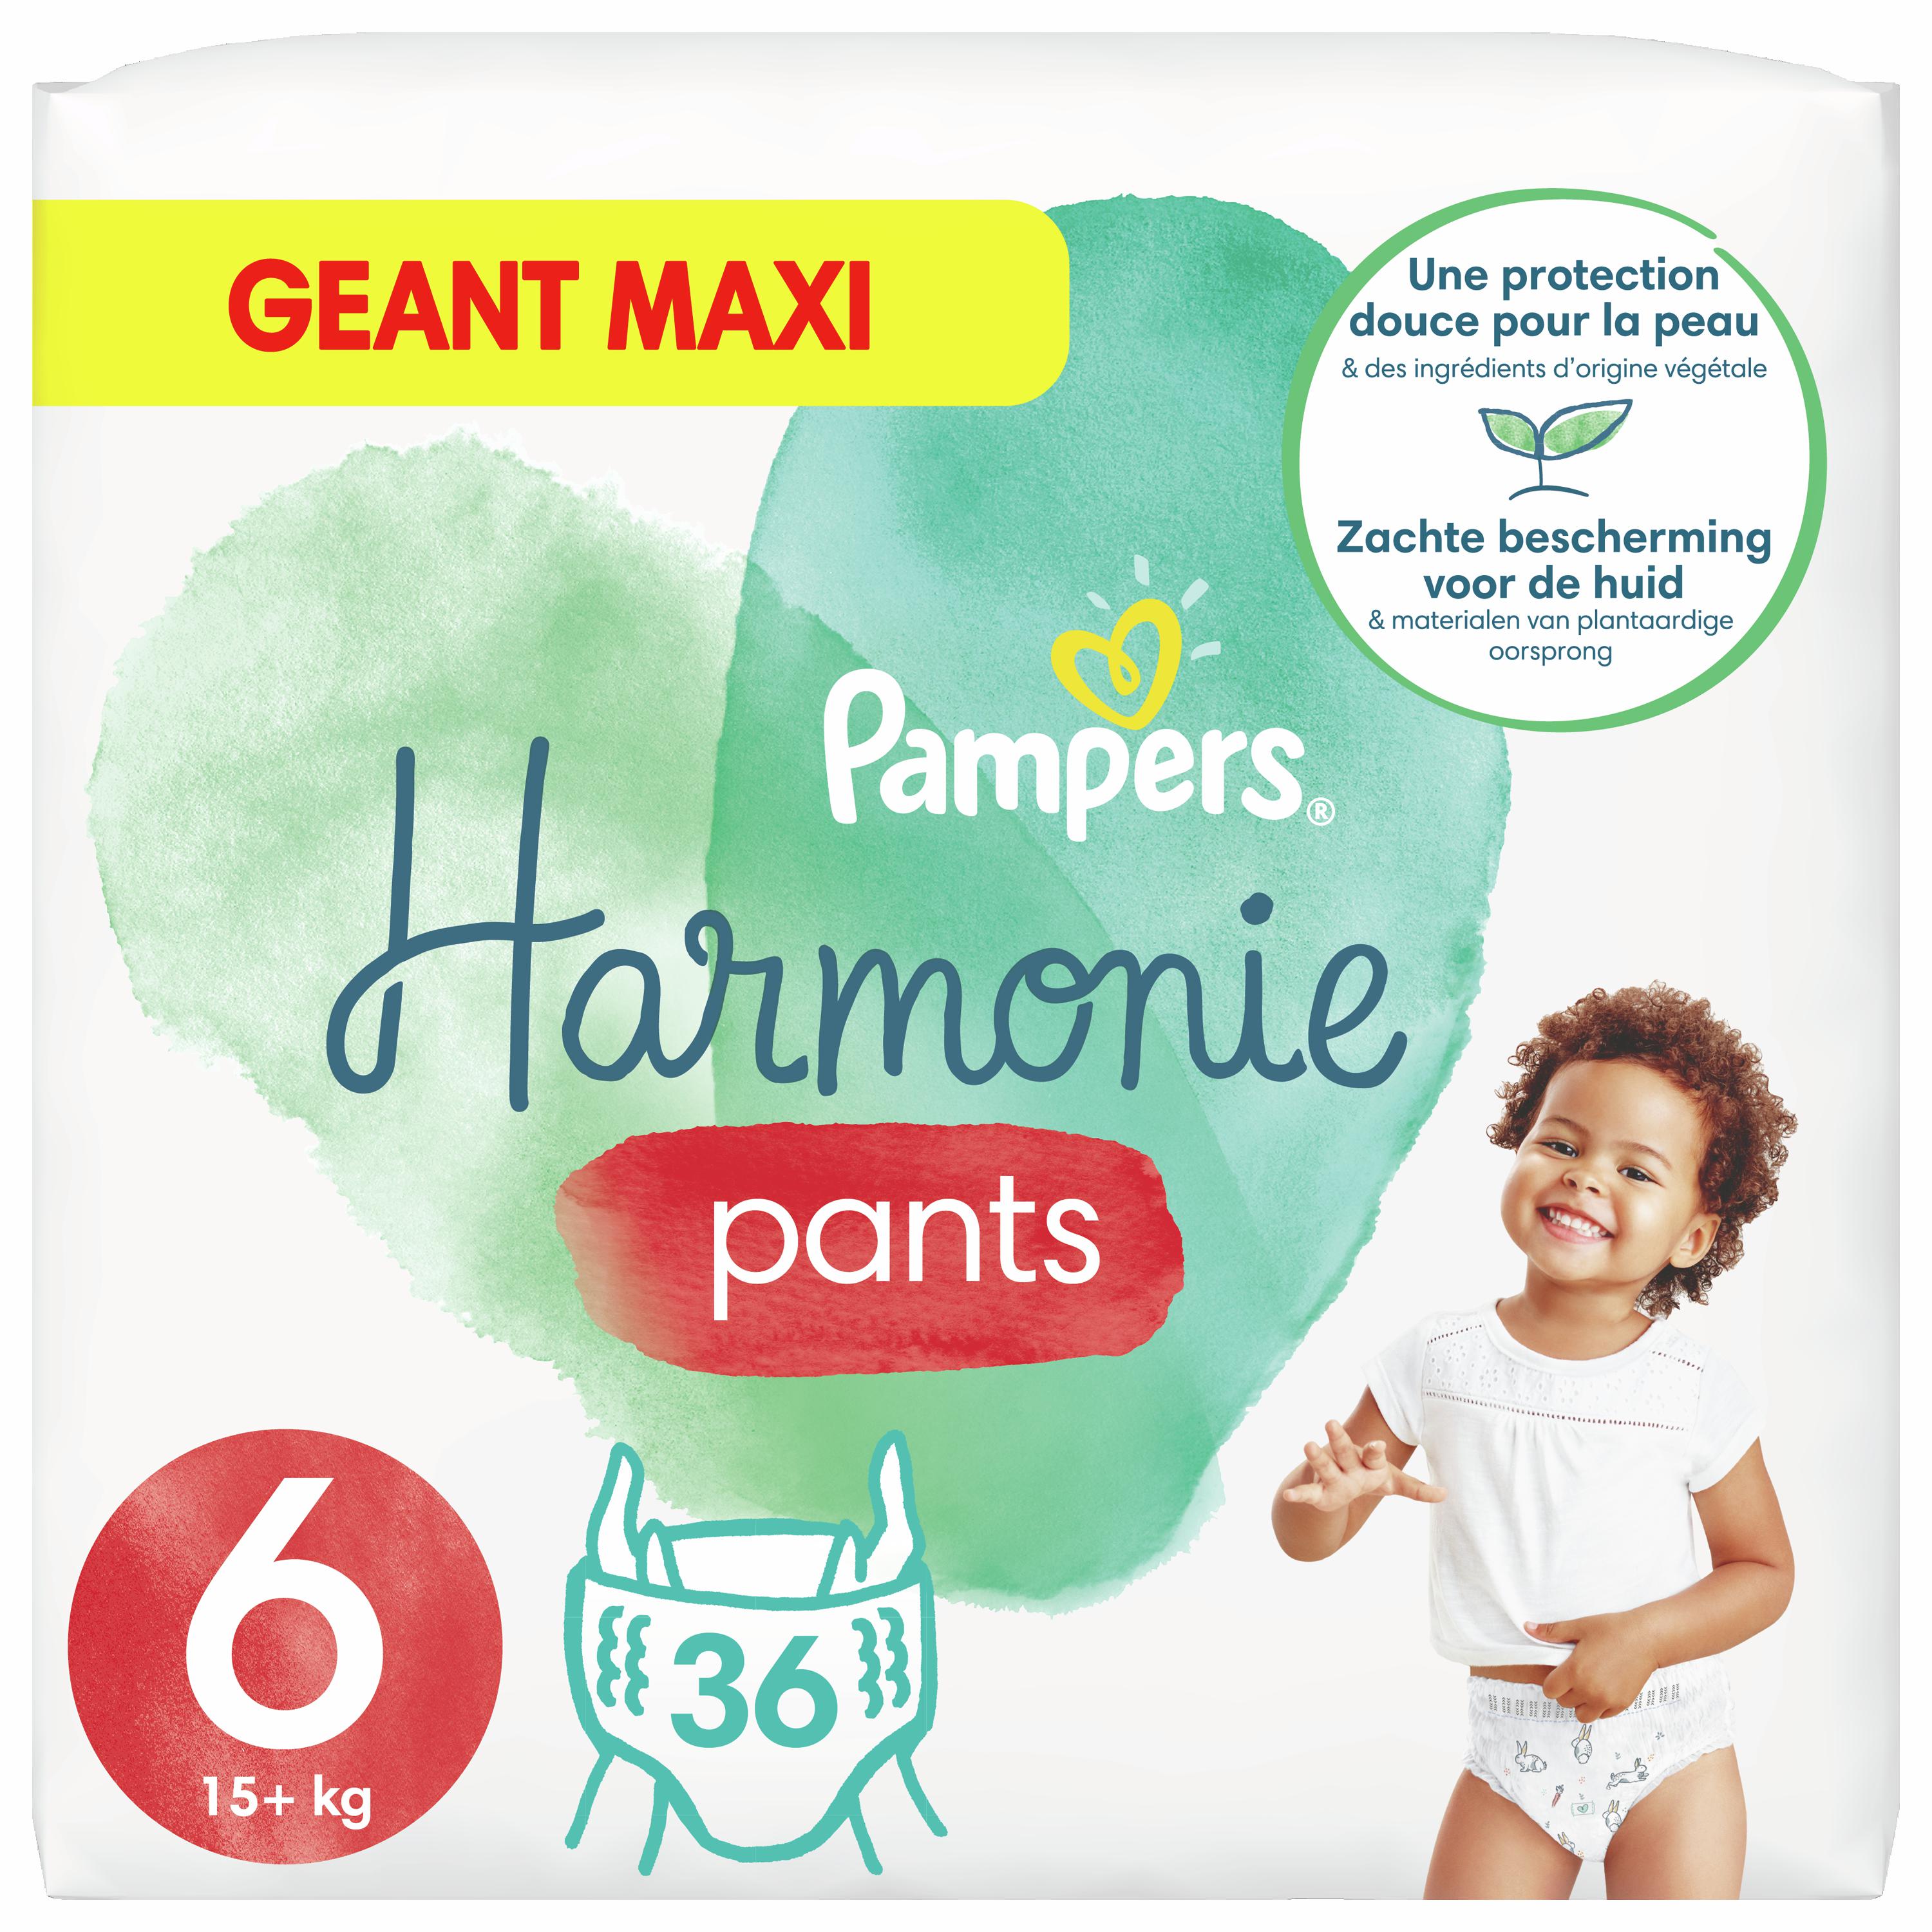 GEANT MAXI
Une protection
douce pour la peau
& des ingrédients d'origine végétale
Zachte bescherming
voor de huid
& materialen van plantaardige
oorsprong
Pampers®
Harmonie
pants
6
15+ kg
36